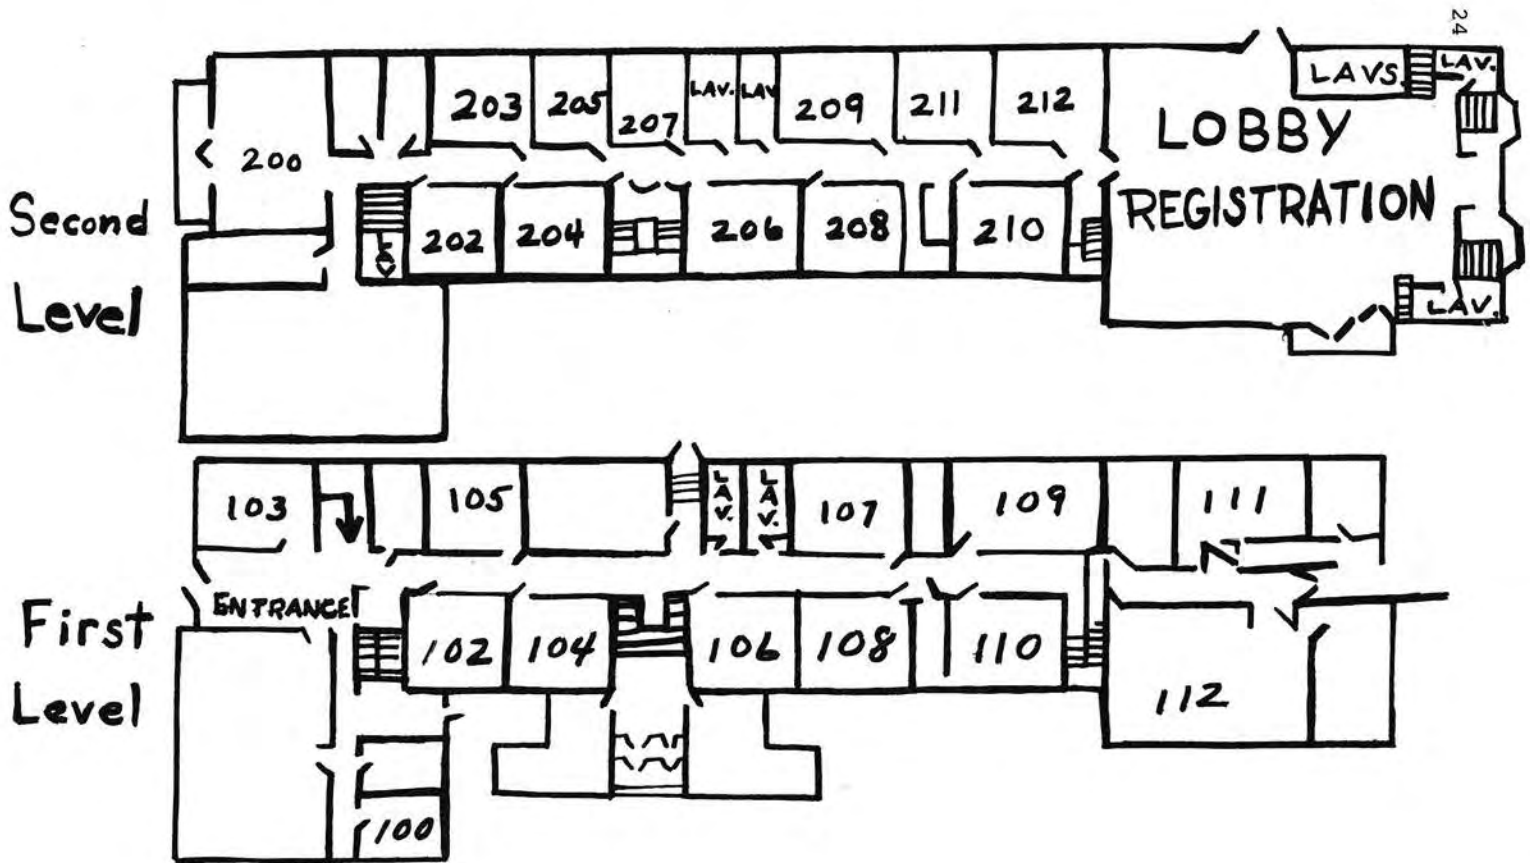 24
LAVS.
LAV.
203
205
207
LAV.
LAV
209
211
212
LOBBY
REGISTRATION
200
Second
Level
LAV
202
204
206
208
210
LAV.
103
105
LAV.
LAV.
107
109
111
ENTRANCE
First
Level
102
104
106
108
110
112
100